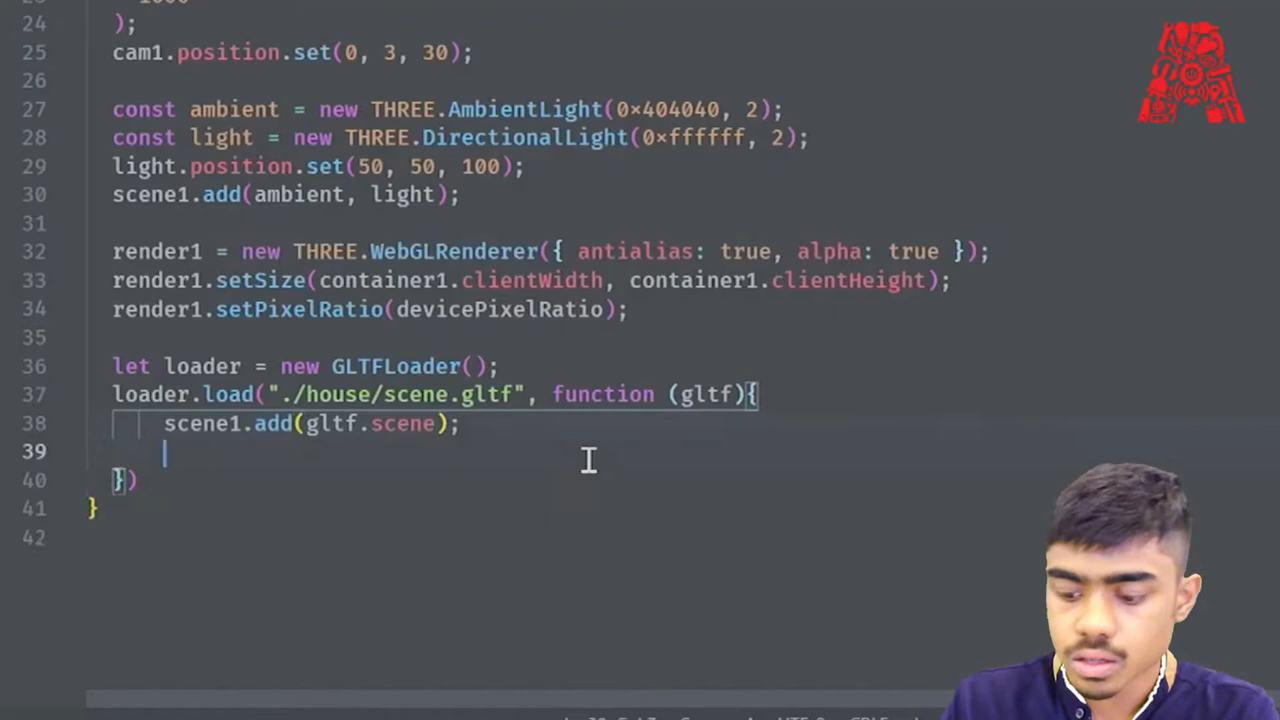 24 );
25 cam1.position.set(0, 3, 30);
26
27 const ambient = new THREE.AmbientLight(0×404040, 2);
28 const light = new THREE.DirectionalLight(0×ffffff, 2);
29 light.position.set(50, 50, 100);
30 scene1.add(ambient, light);
31
32 render1 = new THREE.WebGLRenderer({ antialias: true, alpha: true });
33 render1.setSize(container1.clientWidth, container1.clientHeight);
34 render1.setPixelRatio(devicePixelRatio);
35
36 let loader = new GLTFLoader();
37 loader.load("./house/scene.gltf", function (gltf){
38 scene1.add(gltf.scene);
39
40 })
41 }
42